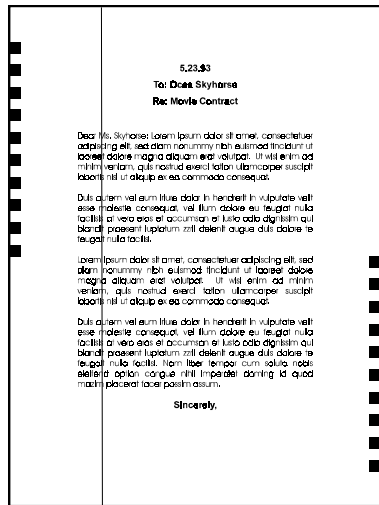 5.23.93
To: Ocea Skyhorse
Re: Movie Contract
Dear Ms. Skyhorse: Lorem ipsum dolor sit amet, consectetuer
adipiscing elit, sed diam nonummy nibh euismod tincidunt ut
laoreet dolore magna aliquam erat volutpat. Ut wisi enim ad
minim veniam, quis nostrud exerci tation ullamcorper suscipit
lobortis nisl ut aliquip ex ea commodo consequat.
Duis autem vel eum iriure dolor in hendrerit in vulputate velit
esse molestie consequat, vel illum dolore eu feugiat nulla
facilisis at vero eros et accumsan et iusto odio dignissim qui
blandit praesent luptatum zzril delenit augue duis dolore te
feugait nulla facilisi.
Lorem ipsum dolor sit amet, consectetuer adipiscing elit, sed
diam nonummy nibh euismod tincidunt ut laoreet dolore
magna aliquam erat volutpat. Ut wisi enim ad minim
veniam, quis nostrud exerci tation ullamcorper suscipit
lobortis nisl ut aliquip ex ea commodo consequat.
Duis autem vel eum iriure dolor in hendrerit in vulputate velit
esse molestie consequat, vel illum dolore eu feugiat nulla
facilisis at vero eros et accumsan et iusto odio dignissim qui
blandit praesent luptatum zzril delenit augue duis dolore te
feugait nulla facilisi. Nam liber tempor cum soluta nobis
eleifend option congue nihil imperdiet doming id quod
mazim placerat facer possim assum.
Sincerely,